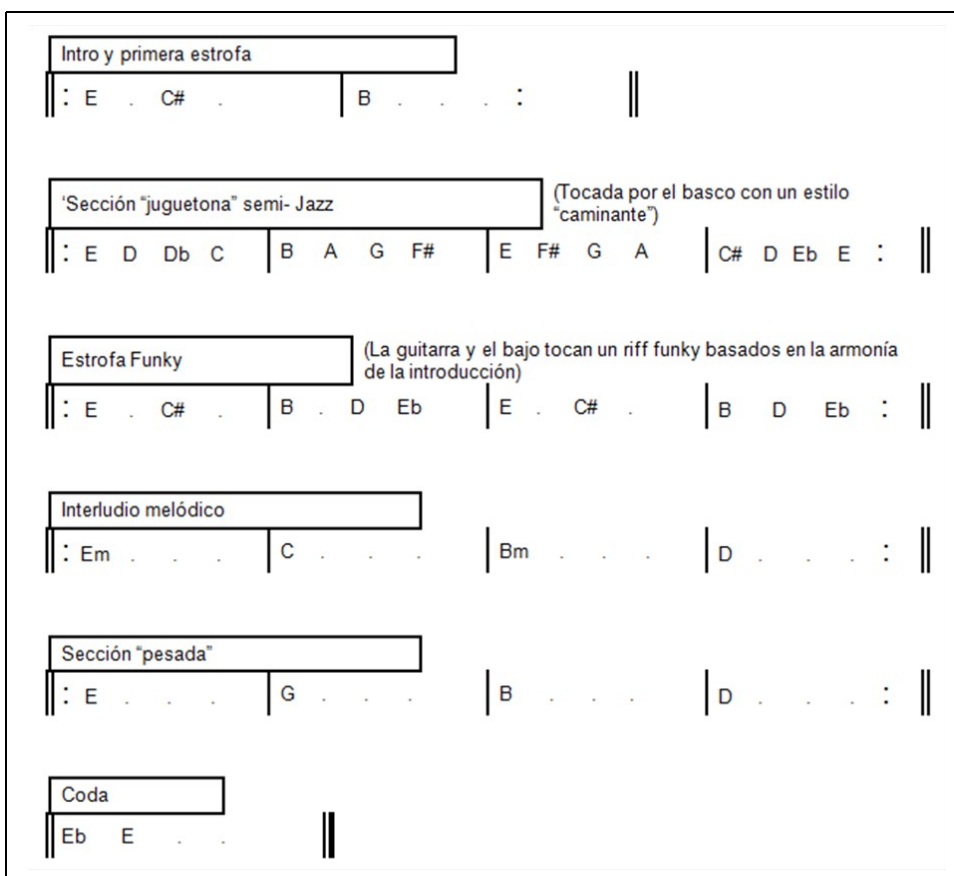 Intro y primera estrofa
: E . C# . B . . . :
‘Sección “juguetona” semi- Jazz
(Tocada por el basco con un estilo
“caminante”)
: E D Db C B A G F# E F# G A C# D Eb E :
Estrofa Funky
(La guitarra y el bajo tocan un riff funky basados en la armonía
de la introducción)
: E . C# . B . D Eb E . C# . B D Eb :
Interludio melódico
: Em . . . C . . . Bm . . . D . . . :
Sección “pesada”
: E . . . G . . . B . . . D . . . :
Coda
Eb E . .